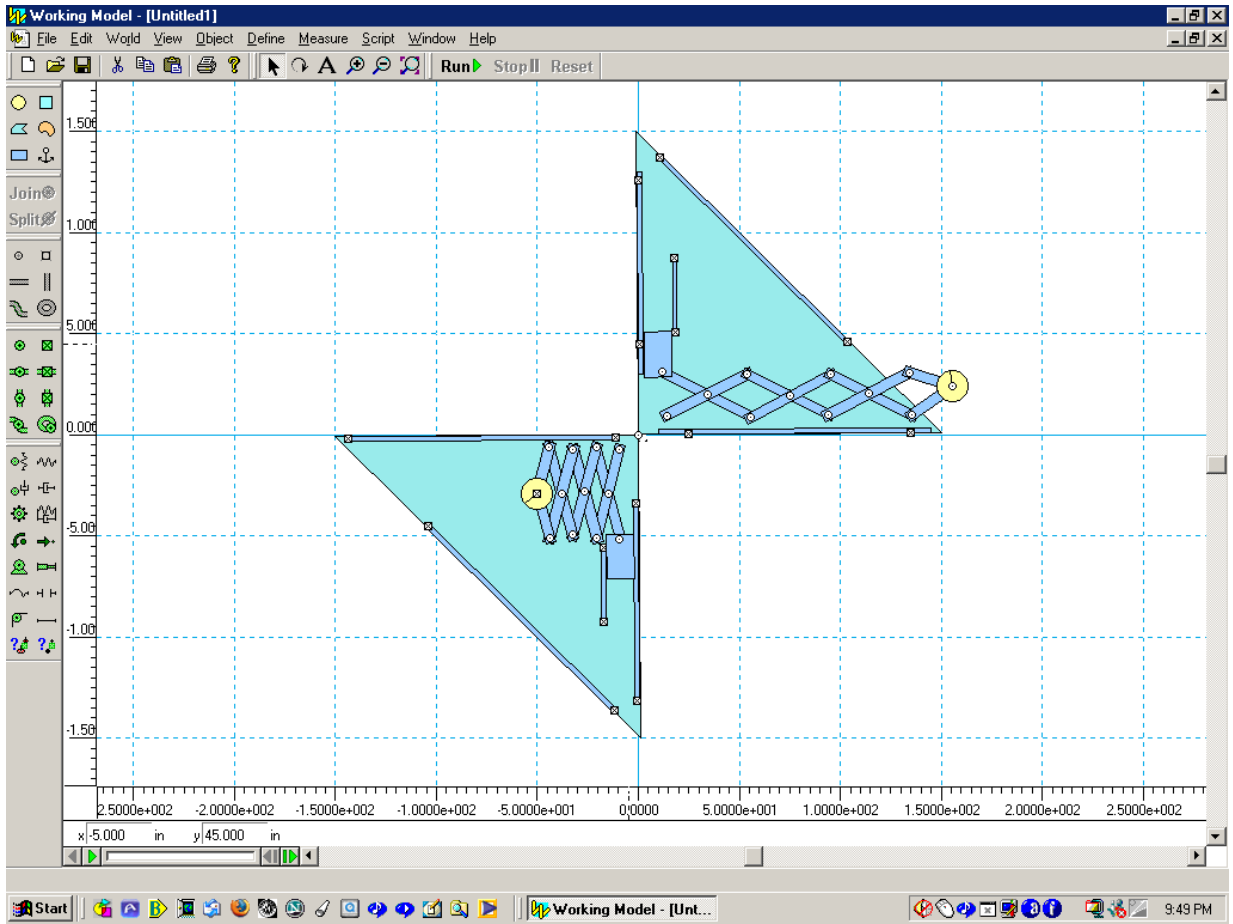 Working Model - [Untitled1]
File Edit World View Object Define Measure Script Window Help
Run Stop Reset
Join
Split
1.500
1.000
5.000
0.000
-5.00
-1.00
-1.50
2.5000e+002 -2.0000e+002 -1.5000e+002 -1.0000e+002 -5.0000e+001 0.0000 5.0000e+001 1.0000e+002 1.5000e+002 2.0000e+002 2.5000e+002
x -5.000 in y 45.000 in
Start Working Model - [Unt... 9:49 PM